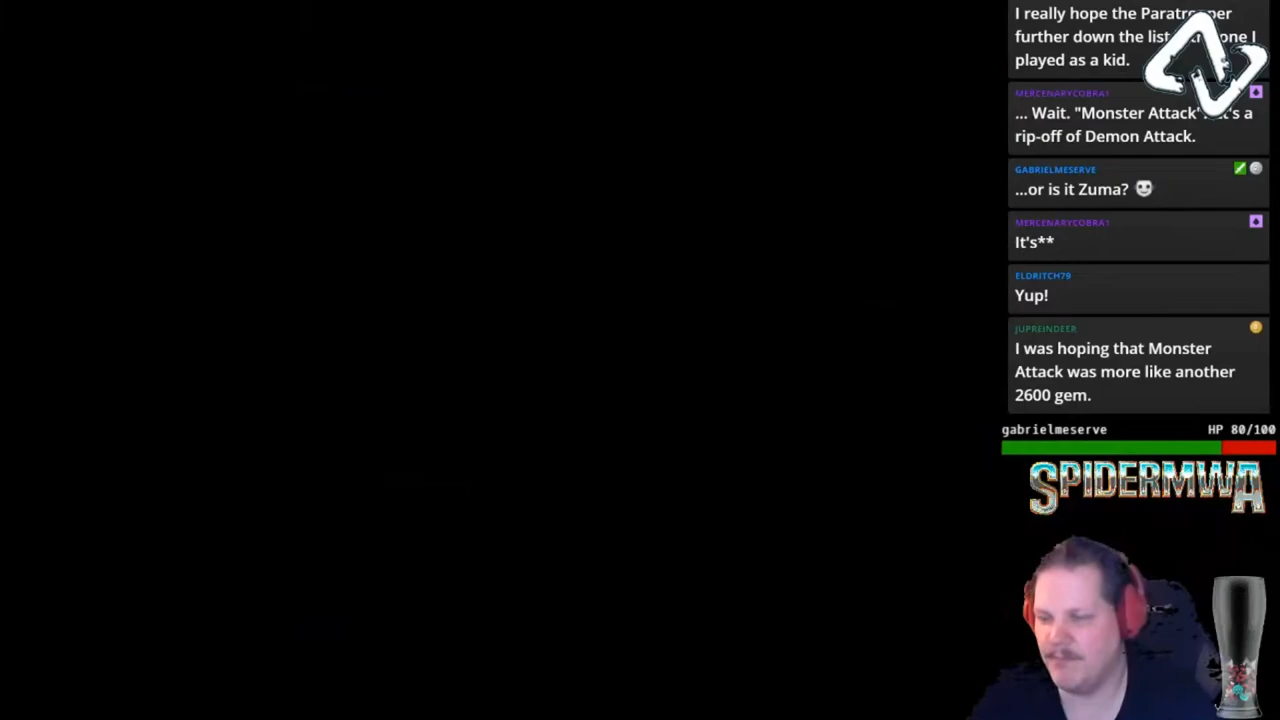 I really hope the Paratrooper
further down the list one I
played as a kid.
MERCENARYCOBRA1
... Wait. "Monster Attack" a
rip-off of Demon Attack.
GABRIELMESERVE
...or is it Zuma?
MERCENARYCOBRA1
It's**
ELDRITCH79
Yup!
JUPREINDEER
I was hoping that Monster
Attack was more like another
2600 gem.
gabrielmeserve HP 80/100
SPIDERMWA